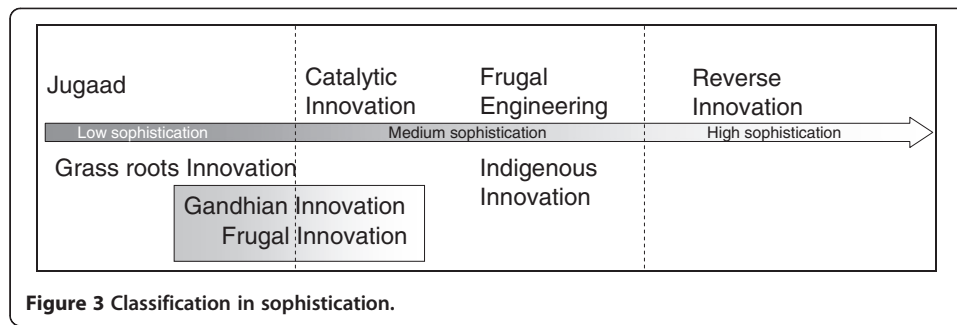 Jugaad
Catalytic
Innovation
Frugal
Engineering
Reverse
Innovation
Low sophistication
Medium sophistication
High sophistication
Grass roots Innovation
Indigenous
Innovation
Gandhian Innovation
Frugal Innovation
Figure 3 Classification in sophistication.